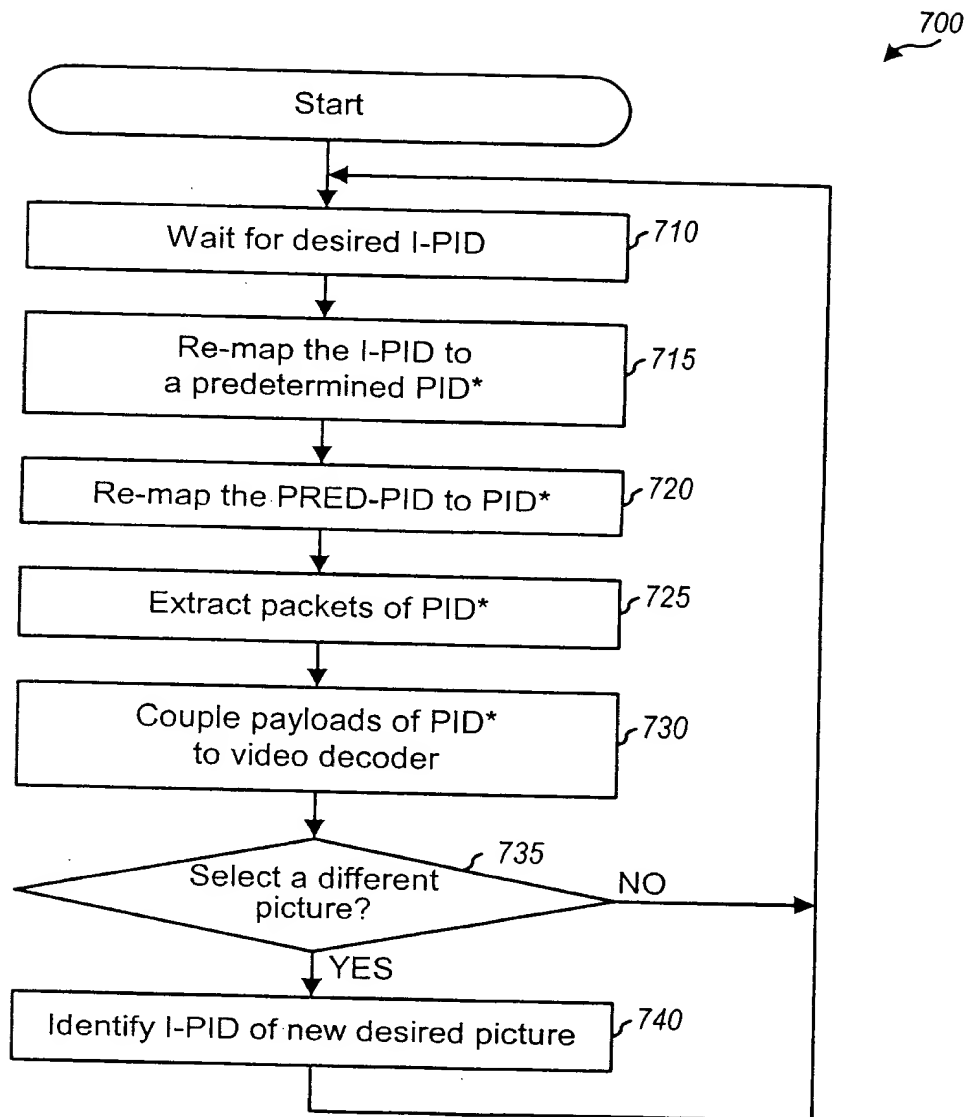 700
Start
Wait for desired I-PID
710
Re-map the I-PID to
a predetermined PID*
715
Re-map the PRED-PID to PID*
720
Extract packets of PID*
725
Couple payloads of PID*
to video decoder
730
735
Select a different
picture?
NO
YES
Identify I-PID of new desired picture
740